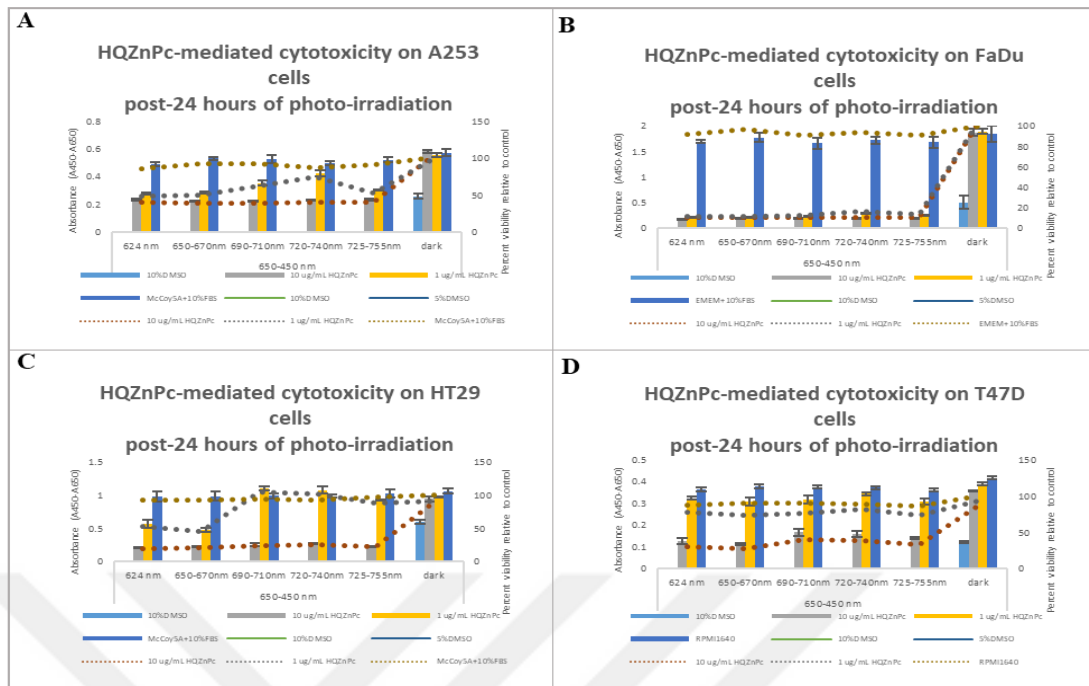 A
HQZnPc-mediated cytotoxicity on A253
cells
post-24 hours of photo-irradiation
Absorbance (A450-A650)
0.8
0.6
0.4
0.2
0
150
100
50
0
Percent viability relative to control
624 nm 650-670nm 690-710nm 720-740nm 725-755nm dark
650-450 nm
10%DMSO 10 ug/mL HQZnPc 1 ug/mL HQZnPc
McCoy5A+10%FBS 10%DMSO 5%DMSO
10 ug/mL HQZnPc 1 ug/mL HQZnPc McCoy5A+10%FBS
B
HQZnPc-mediated cytotoxicity on FaDu
cells
post-24 hours of photo-irradiation
Absorbance (A450-A650)
2
1.5
1
0.5
0
100
80
60
40
20
0
Percent viability relative to control
624 nm 650-670nm 690-710nm 720-740nm 725-755nm dark
650-450 nm
10%DMSO 10 ug/mL HQZnPc 1 ug/mL HQZnPc
EMEM+10%FBS 10%DMSO 5%DMSO
10 ug/mL HQZnPc 1 ug/mL HQZnPc EMEM+10%FBS
C
HQZnPc-mediated cytotoxicity on HT29
cells
post-24 hours of photo-irradiation
Absorbance (A450-A650)
1.5
1
0.5
0
150
100
50
0
Percent viability relative to control
624 nm 650-670nm 690-710nm 720-740nm 725-755nm dark
650-450 nm
10%DMSO 10 ug/mL HQZnPc 1 ug/mL HQZnPc
McCoy5A+10%FBS 10%DMSO 5%DMSO
10 ug/mL HQZnPc 1 ug/mL HQZnPc McCoy5A+10%FBS
D
HQZnPc-mediated cytotoxicity on T47D
cells
post-24 hours of photo-irradiation
Absorbance (A450-A650)
0.5
0.4
0.3
0.2
0.1
0
150
100
50
0
Percent viability relative to control
624 nm 650-670nm 690-710nm 720-740nm 725-755nm dark
650-450 nm
10%DMSO 10 ug/mL HQZnPc 1 ug/mL HQZnPc
RPMI1640 10%DMSO 5%DMSO
10 ug/mL HQZnPc 1 ug/mL HQZnPc RPMI1640